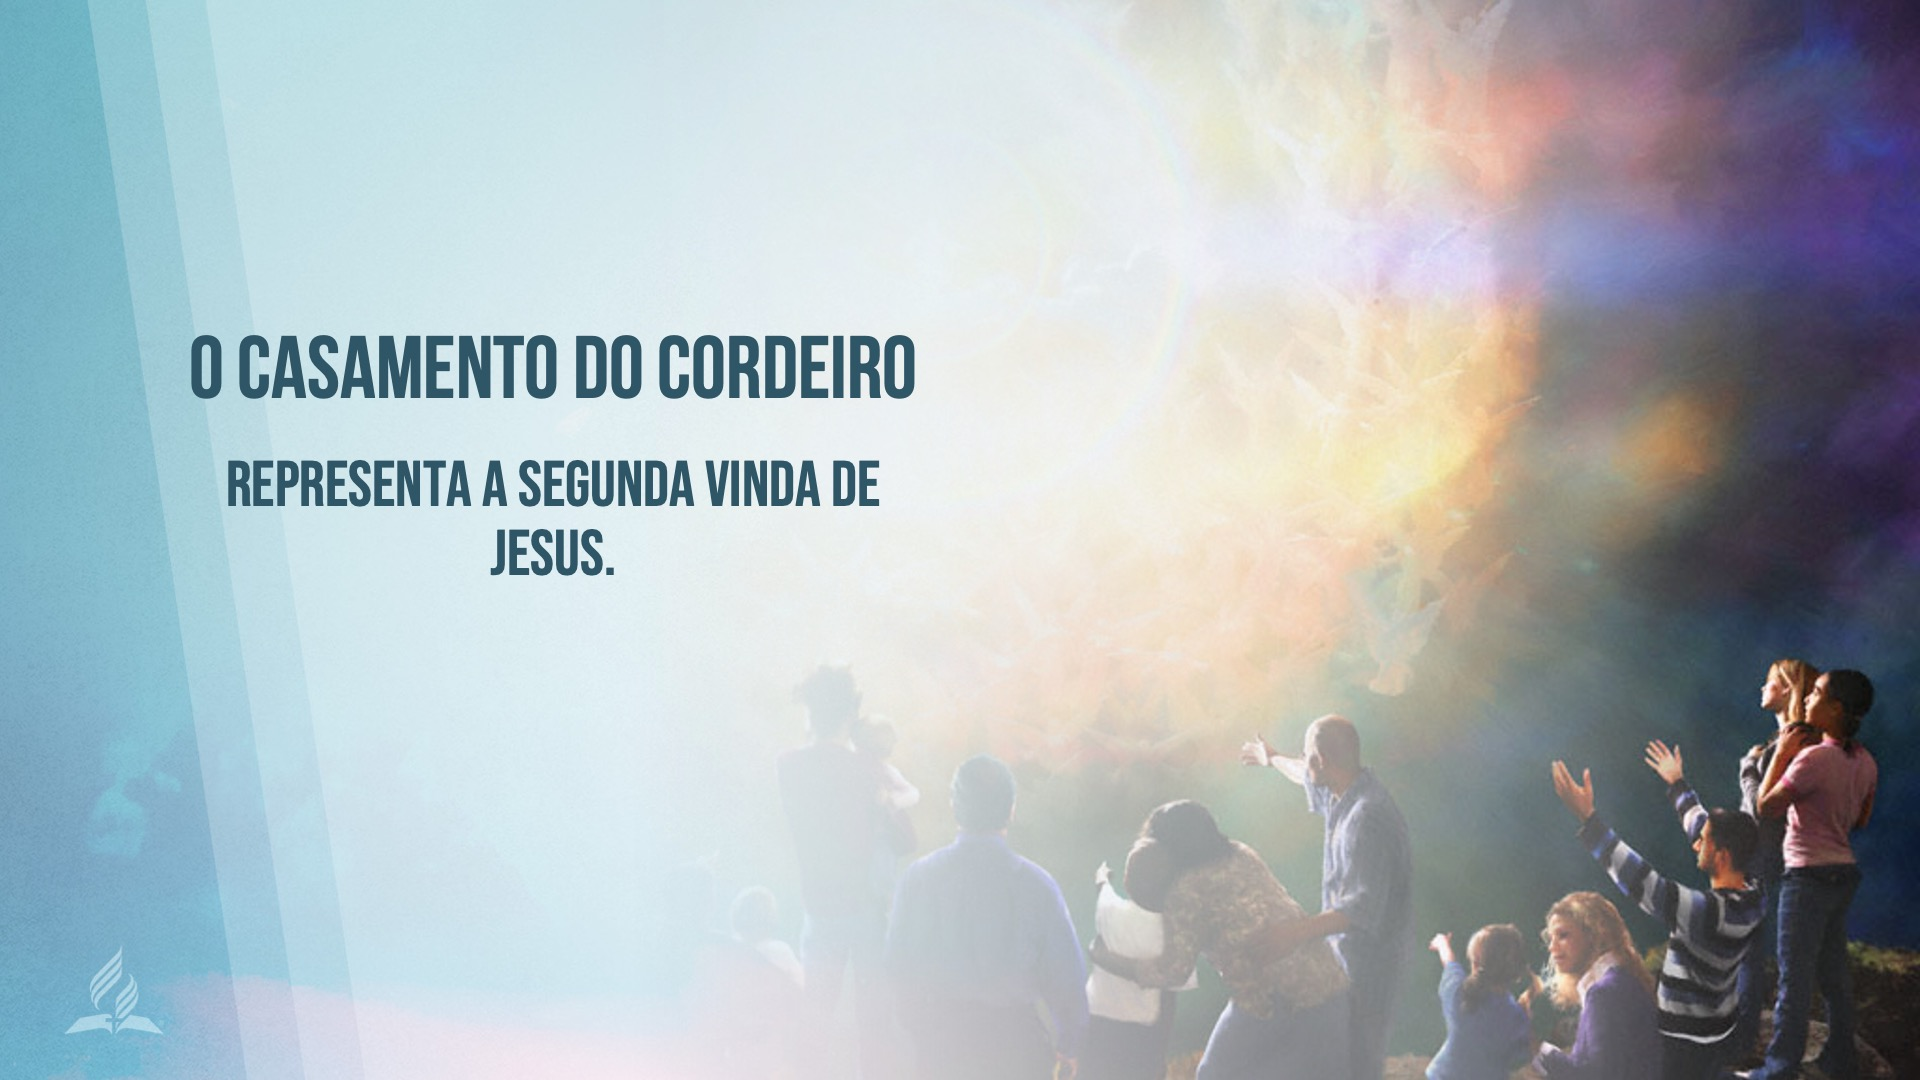 O CASAMENTO DO CORDEIRO
REPRESENTA A SEGUNDA VINDA DE
JESUS.